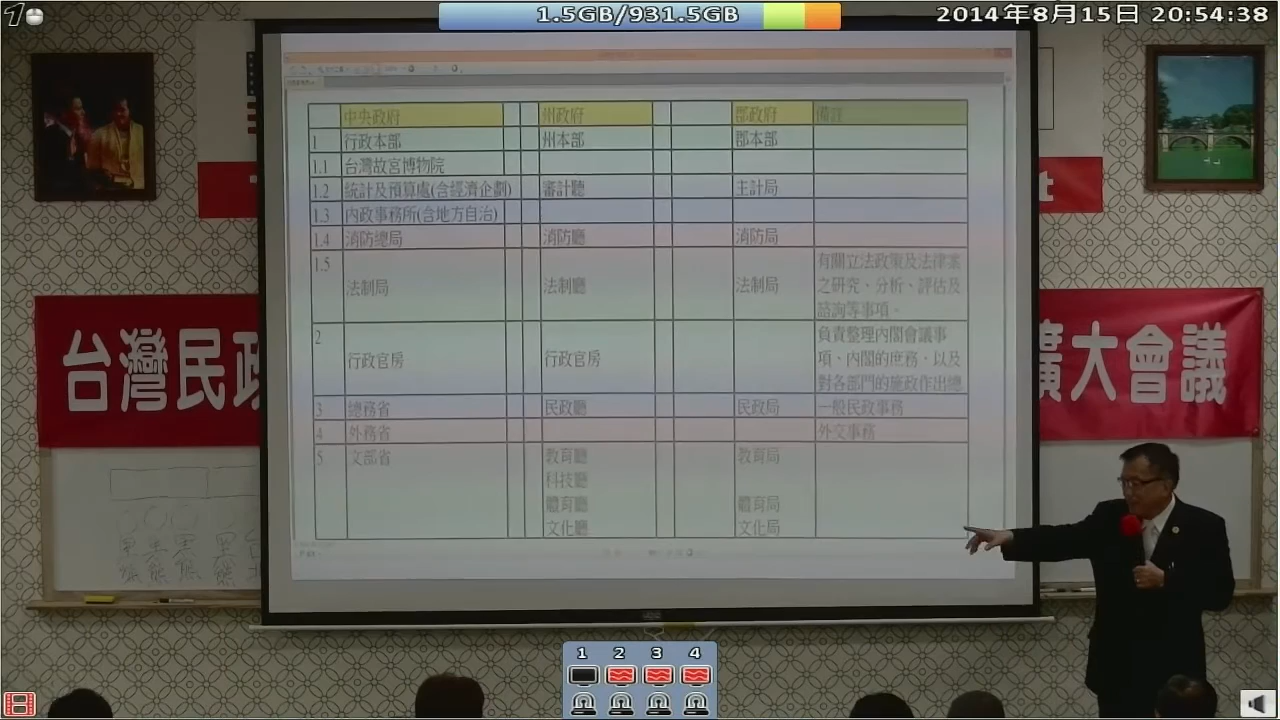 1.5GB/931.5GB
2014年8月15日 20:54:38
中央政府 州政府 郡政府 備註
1 行政本部 州本部 郡本部
1.1 台灣故宮博物院
1.2 統計及預算處(含經濟企劃) 審計廳 主計局
1.3 內政事務所(含地方自治)
1.4 消防總局 消防廳 消防局
1.5 法制局 法制廳 法制局 有關立法政策及法律案
之研究、分析、評估及
諮詢等事項。
2 行政官房 行政官房 負責整理內閣會議事
項、內閣的庶務、以及
對各部門的施政作出總
3 總務省 民政廳 民政局 一般民政事務
4 外務省 外交事務
5 文部省 教育廳 教育局
科技廳
體育廳 體育局
文化廳 文化局
台灣民政
擴大會議
t
1 2 3 4